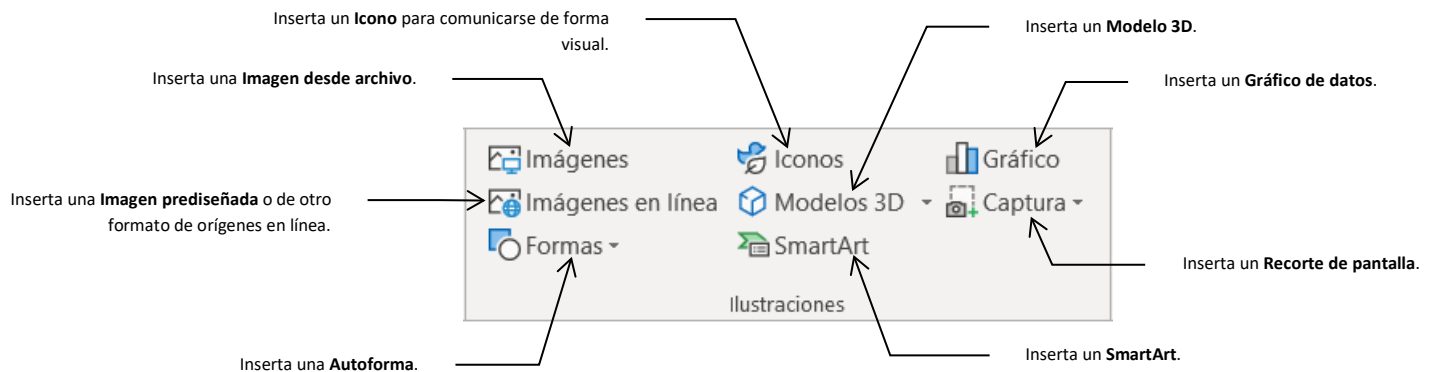 Inserta un Icono para comunicarse de forma
visual.
Inserta un Modelo 3D.
Inserta una Imagen desde archivo.
Inserta un Gráfico de datos.
Imágenes
Iconos
Gráfico
Inserta una Imagen prediseñada o de otro
formato de orígenes en línea.
Imágenes en línea
Modelos 3D
Captura
Formas
SmartArt
Inserta un Recorte de pantalla.
Ilustraciones
Inserta una Autoforma.
Inserta un SmartArt.